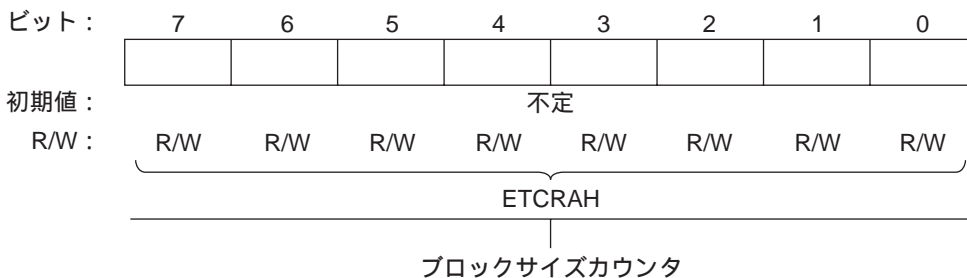 ビット： 7 6 5 4 3 2 1 0
初期値： 不定
R/W： R/W R/W R/W R/W R/W R/W R/W R/W
ETCRAH
ブロックサイズカウンタ